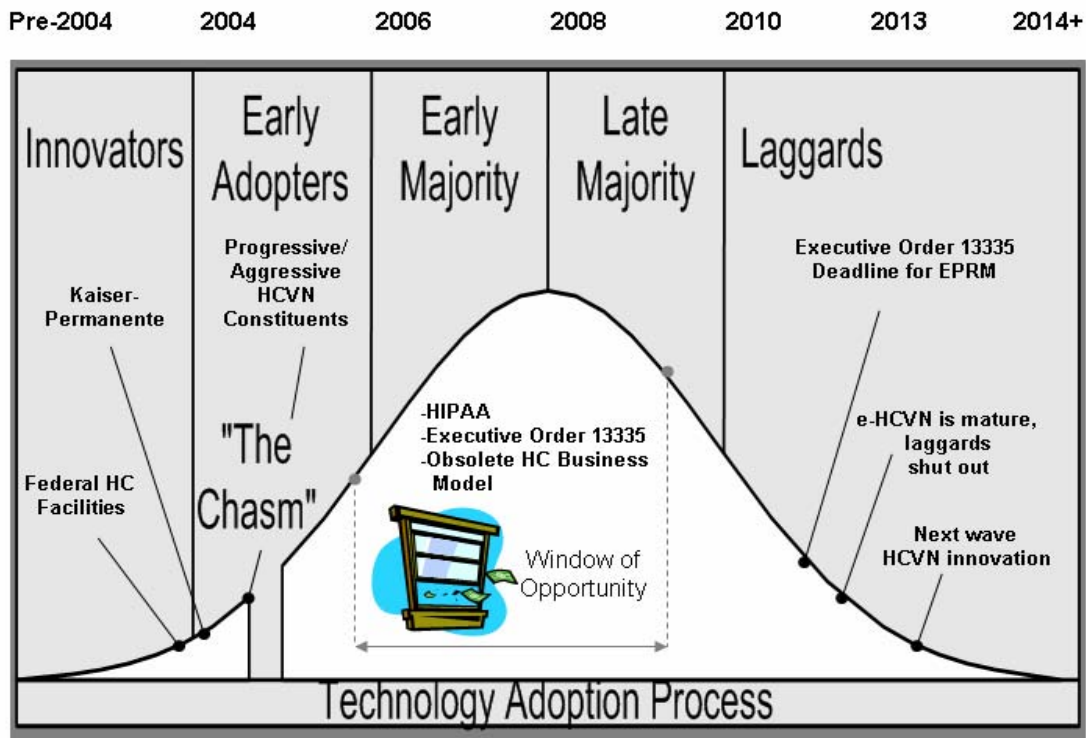 Pre-2004 2004 2006 2008 2010 2013 2014+
Innovators
Early
Adopters
Early
Majority
Late
Majority
Laggards
Progressive/
Aggressive
HCVN
Constituents
Kaiser-
Permanente
Federal HC
Facilities
"The
Chasm"
-HIPAA
-Executive Order 13335
-Obsolete HC Business
Model
Window of
Opportunity
Executive Order 13335
Deadline for EPRM
e-HCVN is mature,
laggards
shut out
Next wave
HCVN innovation
Technology Adoption Process